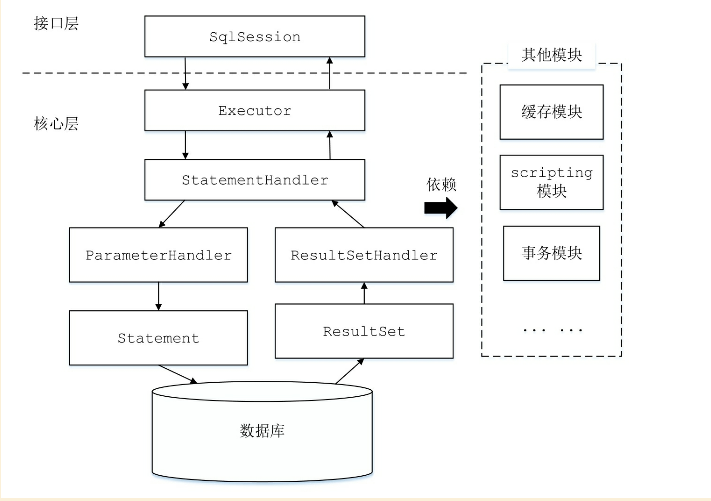 接口层
SqlSession
核心层
Executor
StatementHandler
ParameterHandler
ResultSetHandler
Statement
ResultSet
数据库
依赖
其他模块
缓存模块
scripting
模块
事务模块
... ...